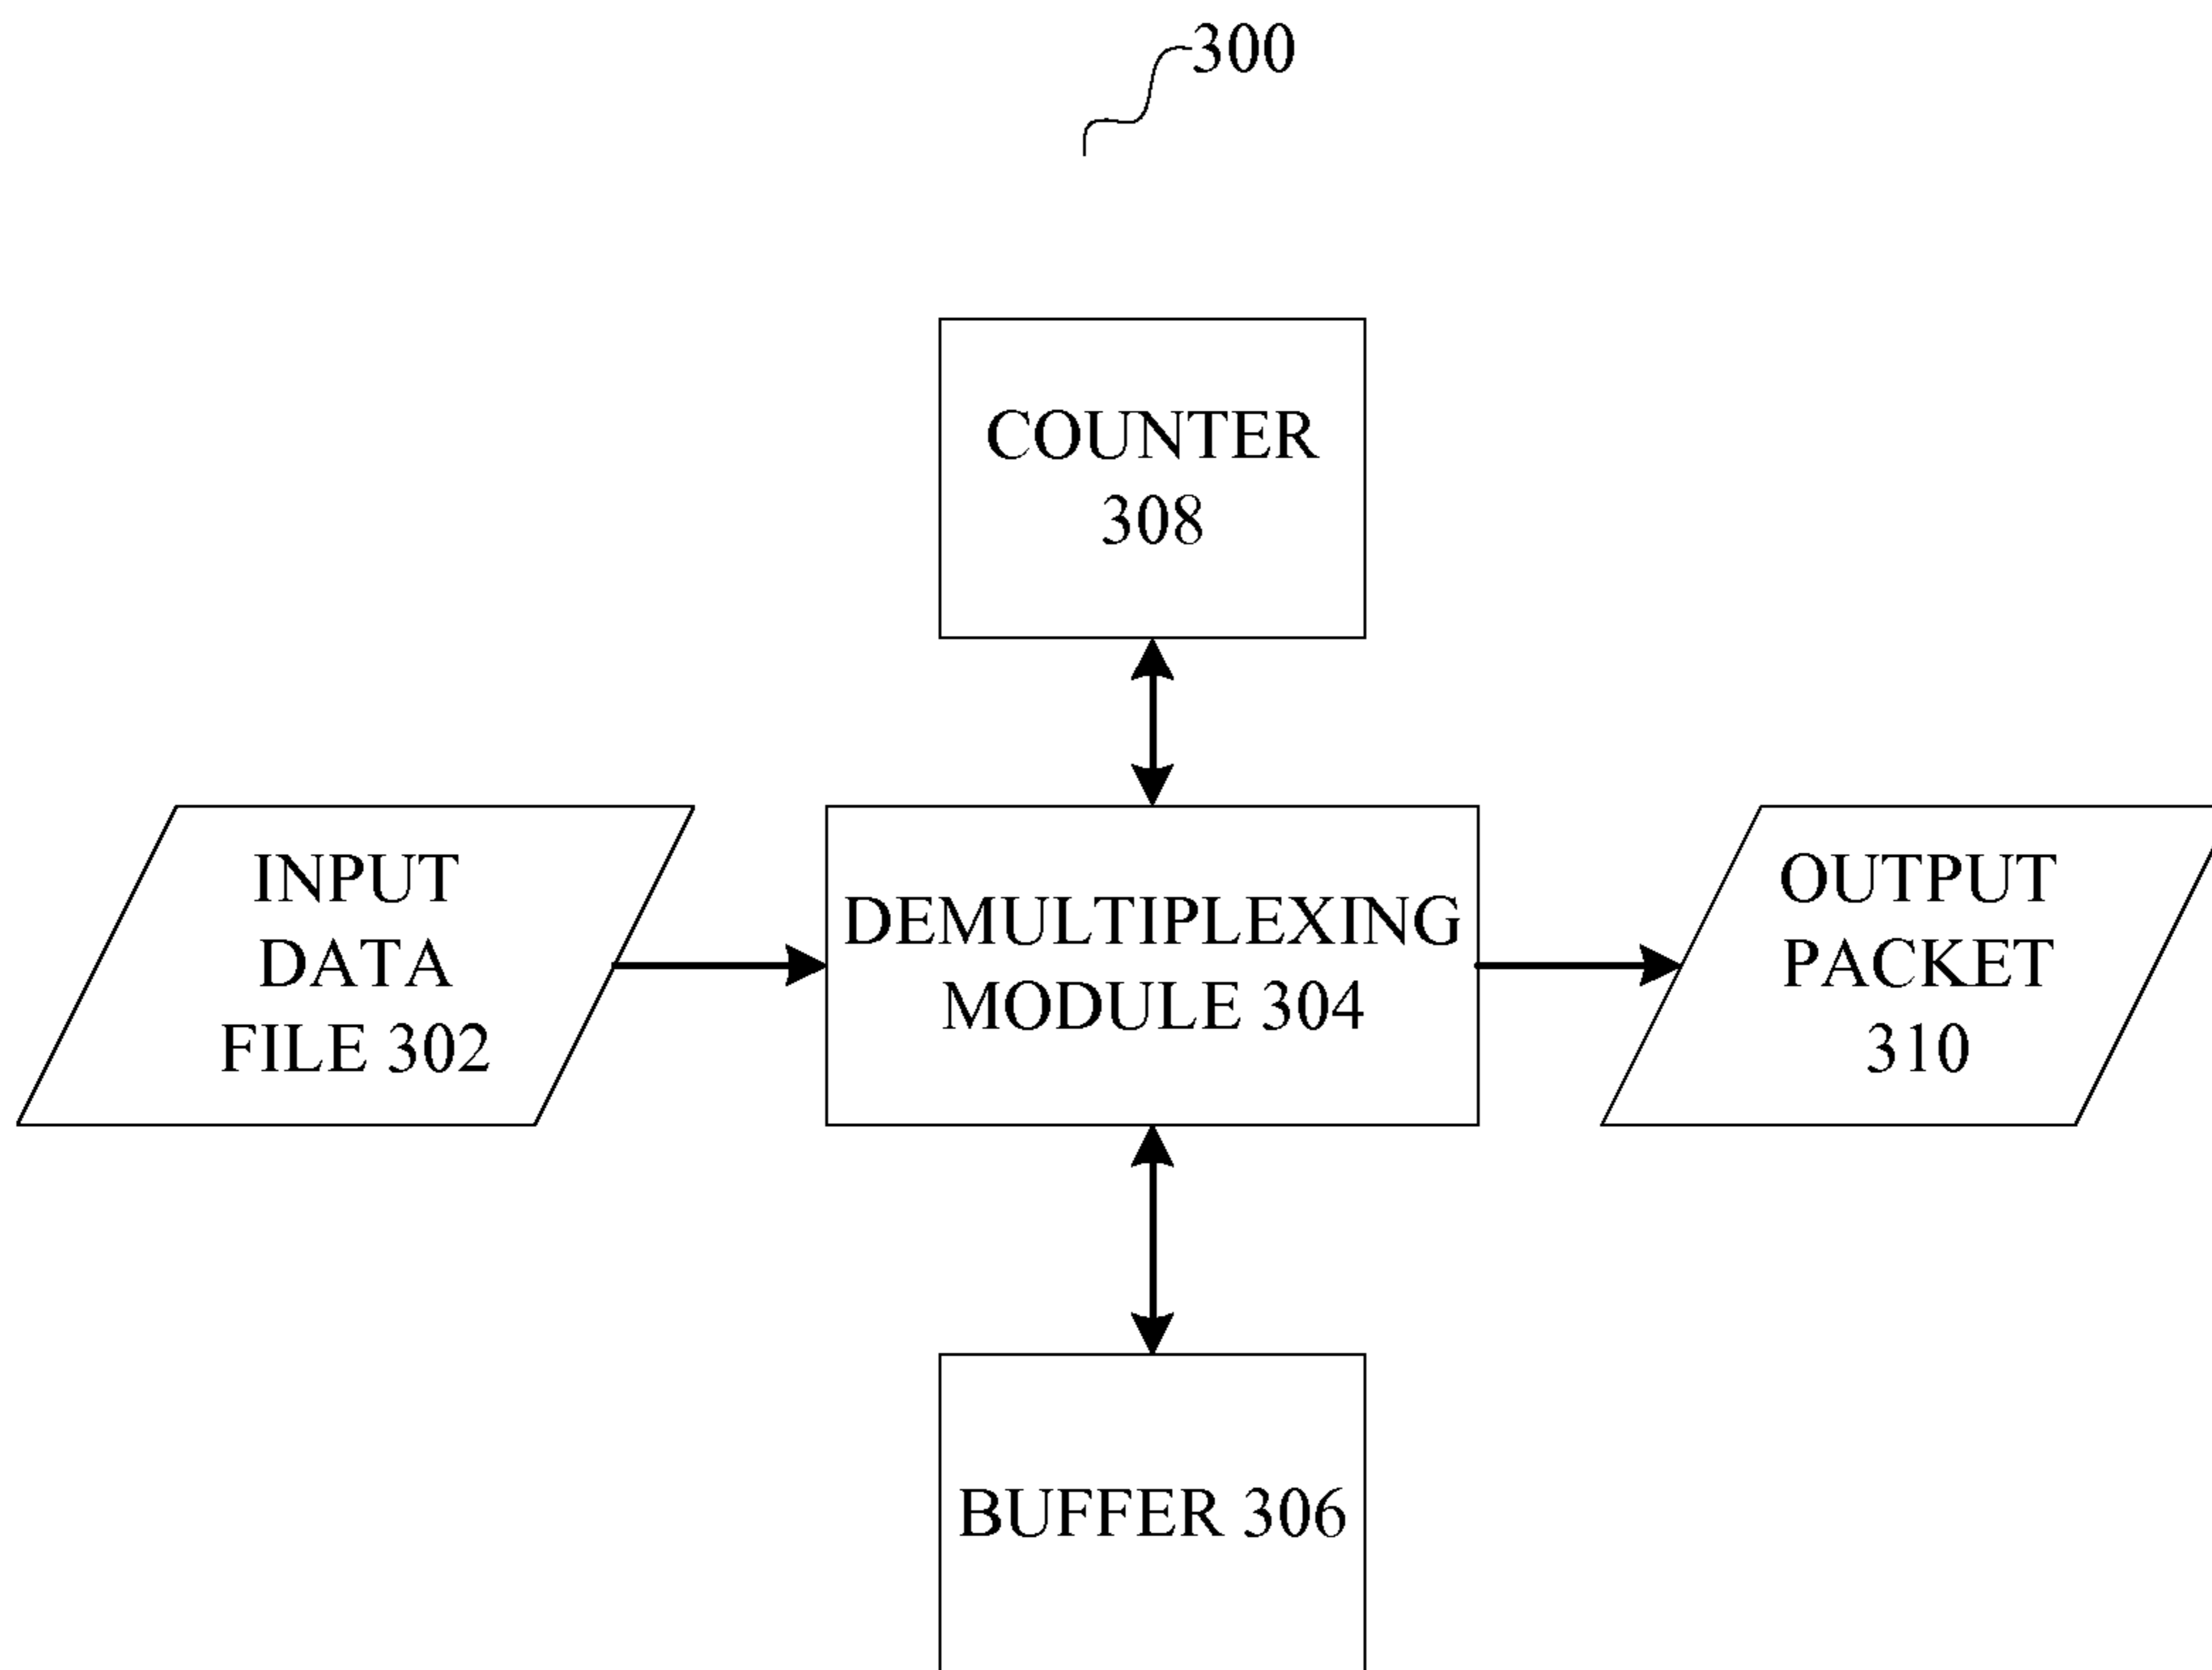 300
COUNTER
308
INPUT
DATA
FILE 302
DEMULTIPLEXING
MODULE 304
OUTPUT
PACKET
310
BUFFER 306